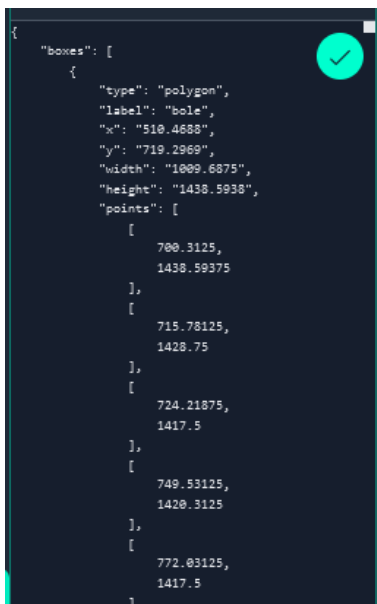 {
    "boxes": [
        {
            "type": "polygon",
            "label": "bole",
            "x": "510.4688",
            "y": "719.2969",
            "width": "1009.6875",
            "height": "1438.5938",
            "points": [
                [
                    700.3125,
                    1438.59375
                ],
                [
                    715.78125,
                    1428.75
                ],
                [
                    724.21875,
                    1417.5
                ],
                [
                    749.53125,
                    1420.3125
                ],
                [
                    772.03125,
                    1417.5
                ]